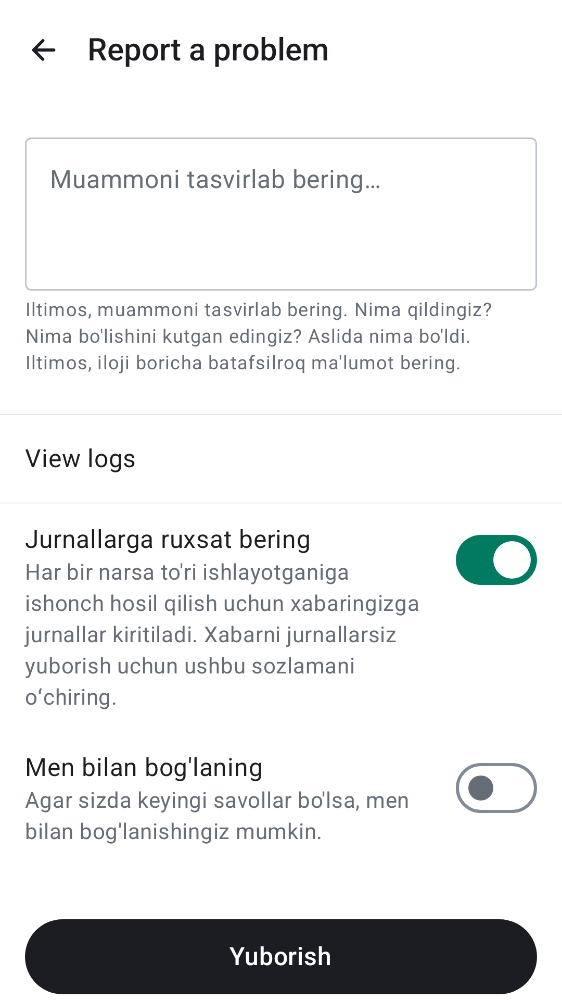 Report a problem
Muammoni tasvirlab bering…
Iltimos, muammoni tasvirlab bering. Nima qildingiz?
Nima bo'lishini kutgan edingiz? Aslida nima bo'ldi.
Iltimos, iloji boricha batafsilroq ma'lumot bering.
View logs
Jurnallarga ruxsat bering
Har bir narsa to'ri ishlayotganiga
ishonch hosil qilish uchun xabaringizga
jurnallar kiritiladi. Xabarni jurnallarsiz
yuborish uchun ushbu sozlamani
oʻchiring.
Men bilan bog'laning
Agar sizda keyingi savollar bo'lsa, men
bilan bog'lanishingiz mumkin.
Yuborish